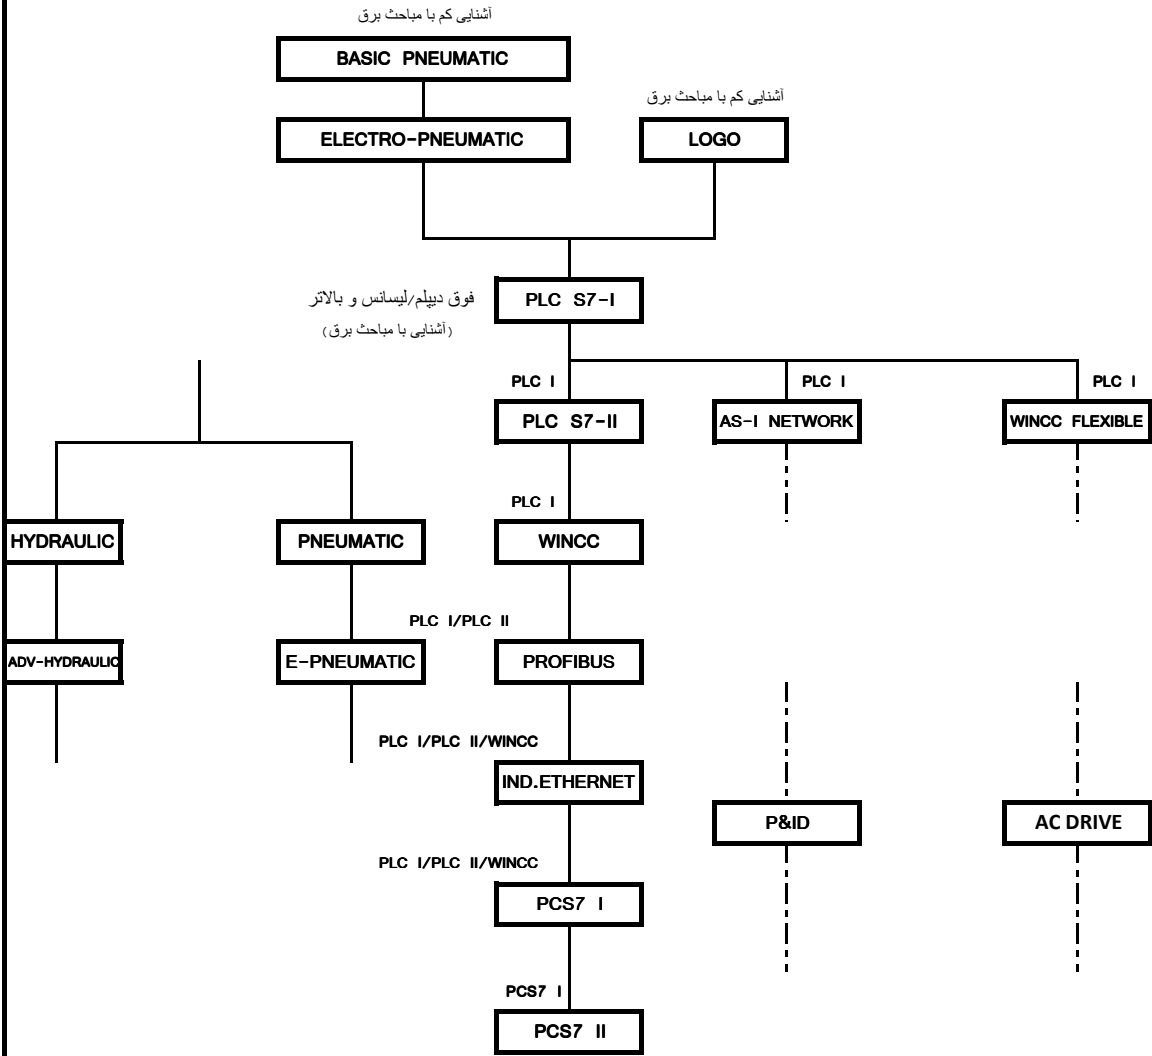 آشنایی کم با مباحث برق
BASIC PNEUMATIC
آشنایی کم با مباحث برق
ELECTRO-PNEUMATIC
LOGO
فوق دیپلم/لیسانس و بالاتر
PLC S7-I
(آشنایی با مباحث برق)
PLC I
PLC I
PLC I
PLC S7-II
AS-I NETWORK
WINCC FLEXIBLE
PLC I
HYDRAULIC
PNEUMATIC
WINCC
PLC I/PLC II
ADV-HYDRAULIC
E-PNEUMATIC
PROFIBUS
PLC I/PLC II/WINCC
IND.ETHERNET
P&ID
AC DRIVE
PLC I/PLC II/WINCC
PCS7 I
PCS7 I
PCS7 II